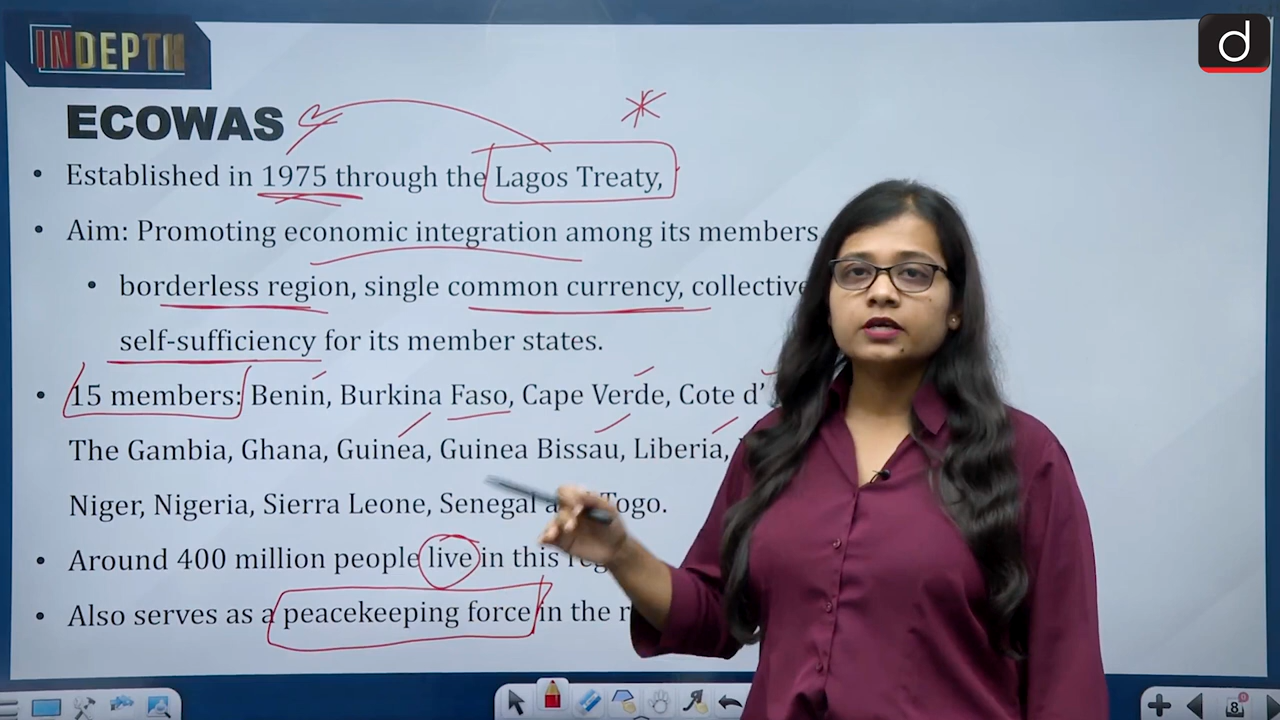 INDEPTH
d
ECOWAS
• Established in 1975 through the Lagos Treaty,
• Aim: Promoting economic integration among its members
• borderless region, single common currency, collective
self-sufficiency for its member states.
• 15 members: Benin, Burkina Faso, Cape Verde, Cote d'
The Gambia, Ghana, Guinea, Guinea Bissau, Liberia,
Niger, Nigeria, Sierra Leone, Senegal Togo.
• Around 400 million people live in this
• Also serves as a peacekeeping force in the
8